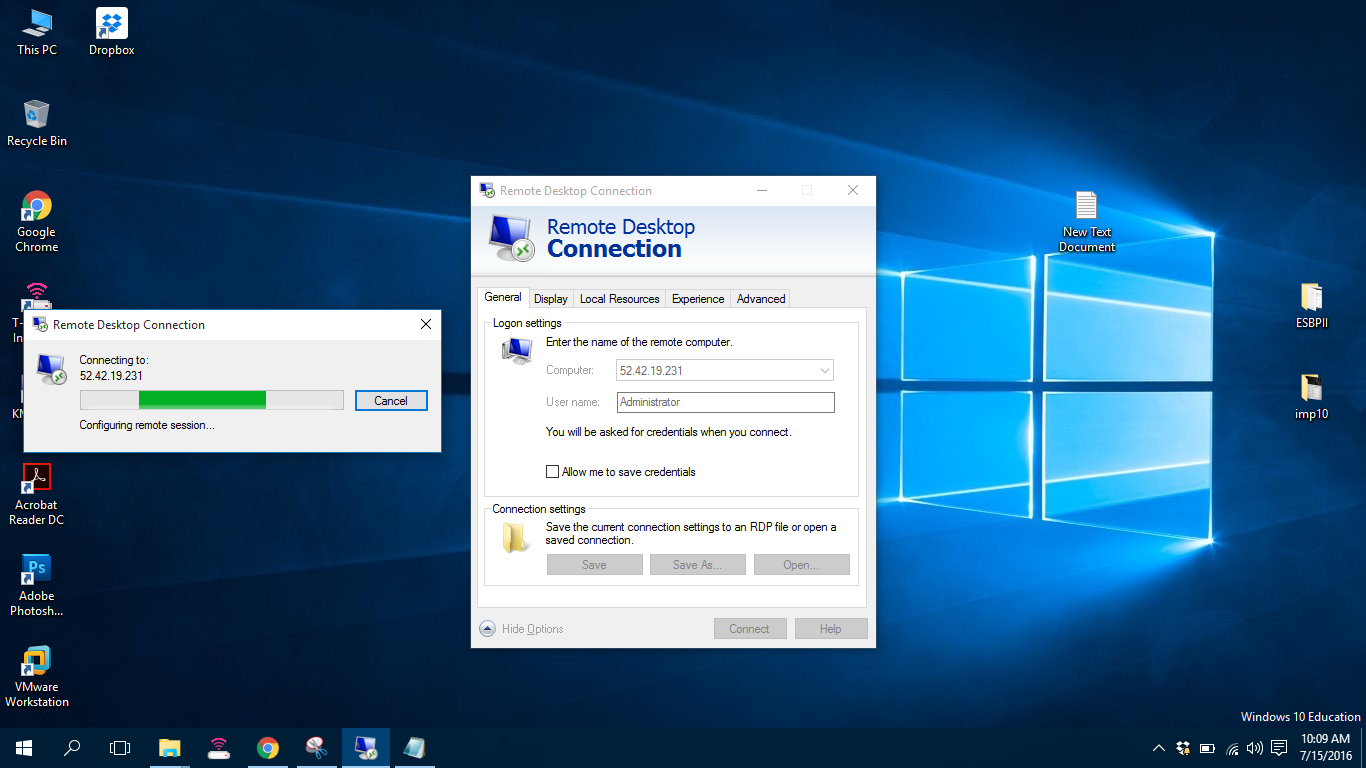 This PC
Dropbox
Recycle Bin
Google
Chrome
T-
In
KM
Acrobat
Reader DC
Ps
Adobe
Photosh...
VMware
Workstation
Remote Desktop Connection
Connecting to:
52.42.19.231
Cancel
Configuring remote session...
Remote Desktop Connection
Remote Desktop
Connection
General
Display
Local Resources
Experience
Advanced
Logon settings
Enter the name of the remote computer.
Computer:
52.42.19.231
User name:
Administrator
You will be asked for credentials when you connect.
Allow me to save credentials
Connection settings
Save the current connection settings to an RDP file or open a
saved connection.
Save
Save As...
Open...
Hide Options
Connect
Help
New Text
Document
ESBPII
imp10
Windows 10 Education
10:09 AM
7/15/2016